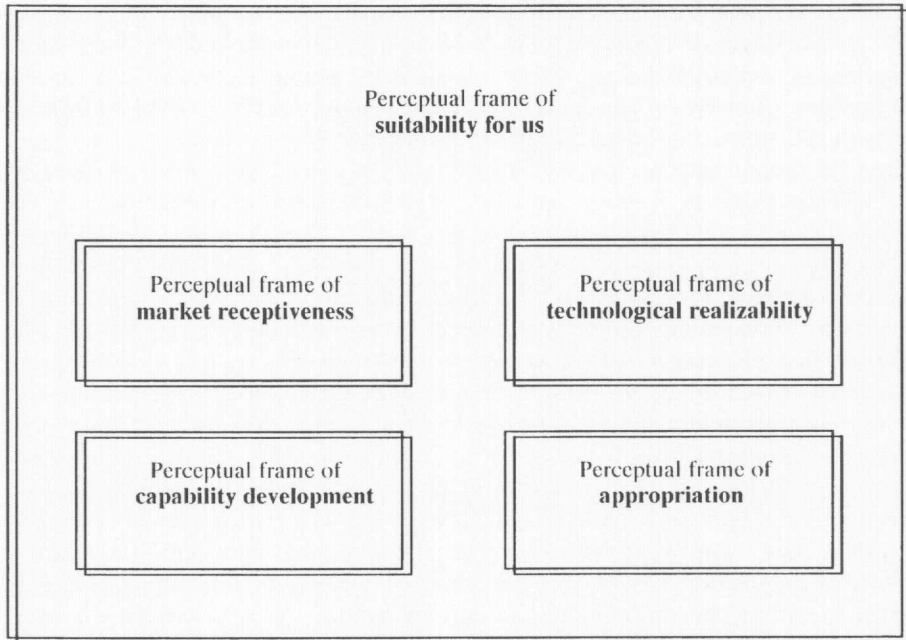 Perceptual frame of
suitability for us
Perceptual frame of
market receptiveness
Perceptual frame of
technological realizability
Perceptual frame of
capability development
Perceptual frame of
appropriation